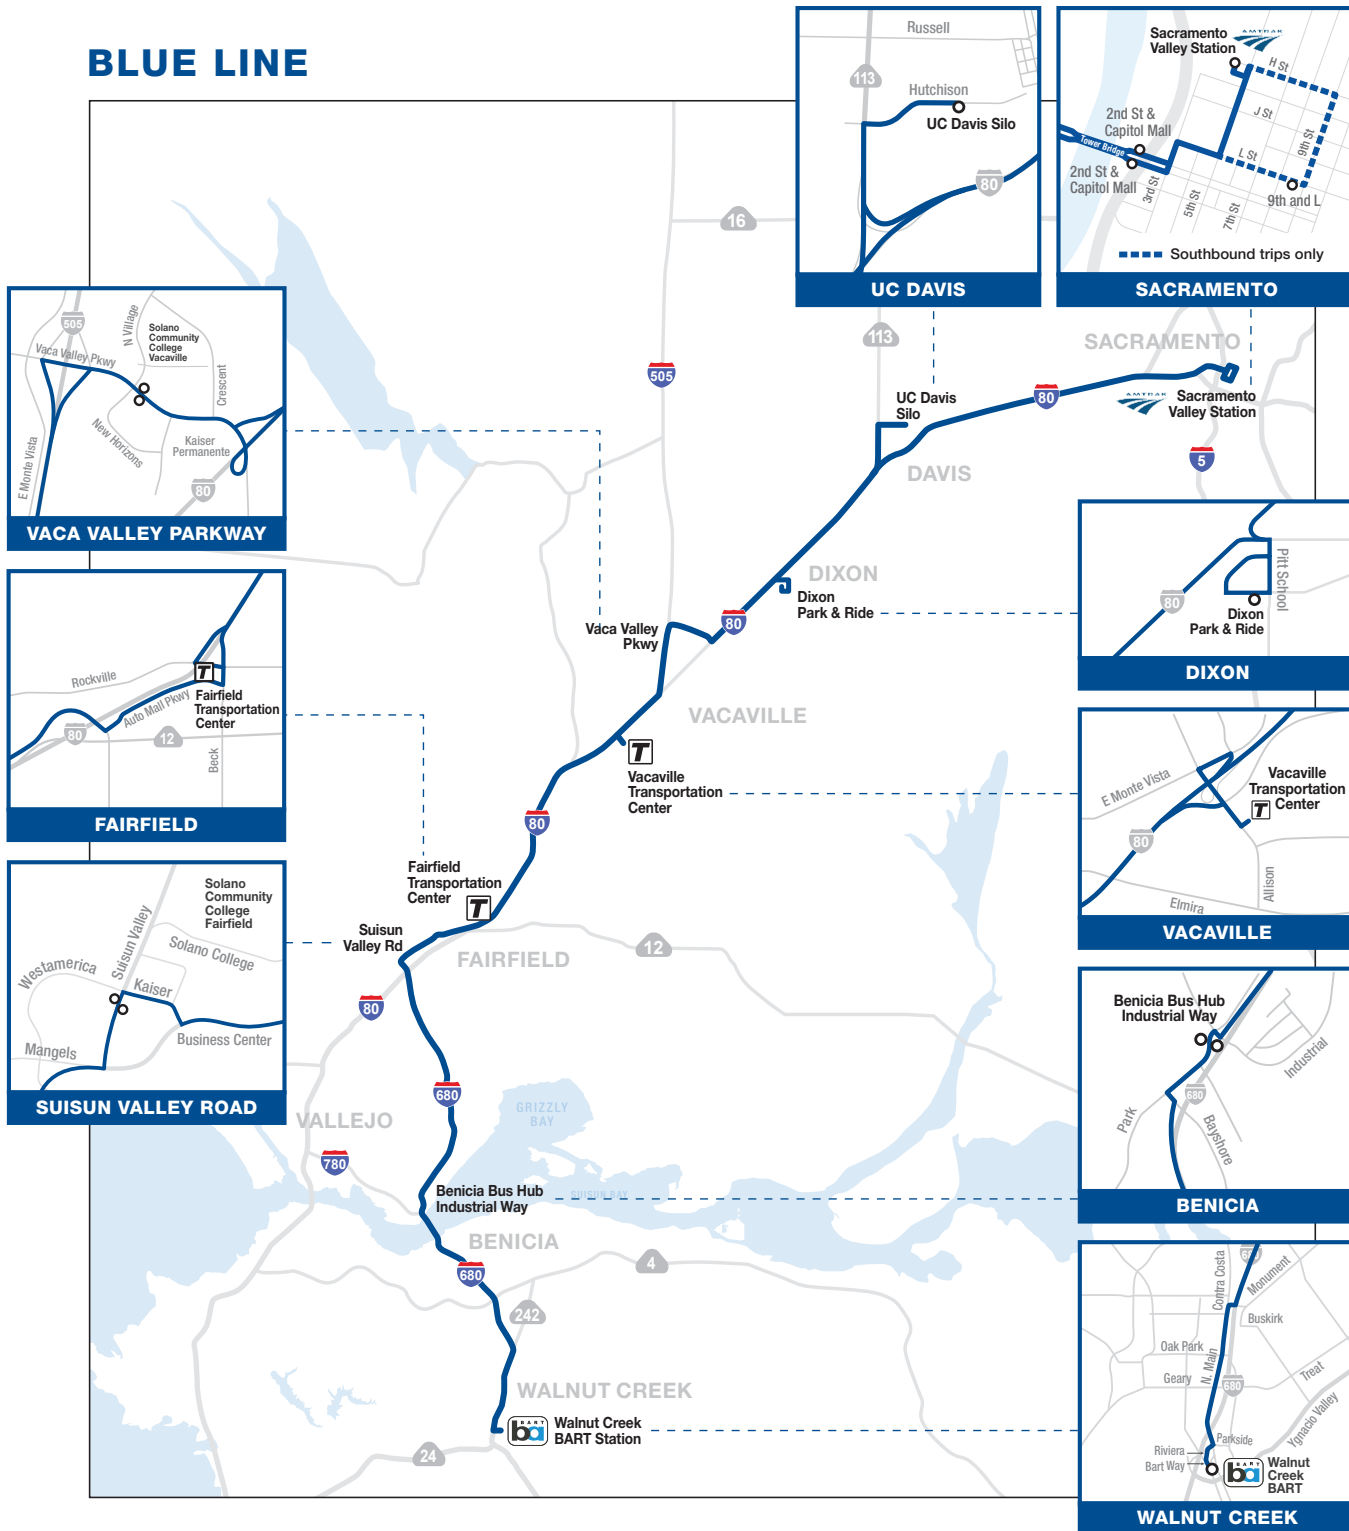 BLUE LINE
Russell
113
Hutchison
UC Davis Silo
80
UC DAVIS
Sacramento
Valley Station
AMTRAK
H St
J St
9th St
L St
2nd St &
Capitol Mall
Tower Bridge
2nd St &
Capitol Mall
3rd St
5th St
7th St
9th and L
Southbound trips only
SACRAMENTO
16
505
N Village
Solano
Community
College
Vacaville
Vaca Valley Pkwy
Crescent
New Horizons
Kaiser
Permanente
E Monte Vista
80
VACA VALLEY PARKWAY
113
505
SACRAMENTO
UC Davis
Silo
80
AMTRAK
Sacramento
Valley Station
5
DAVIS
DIXON
Dixon
Park & Ride
80
Vaca Valley
Pkwy
80
Pitt School
Dixon
Park & Ride
DIXON
Rockville
Auto Mall Pkwy
T
Fairfield
Transportation
Center
80
12
Beck
FAIRFIELD
VACAVILLE
T
Vacaville
Transportation
Center
80
E Monte Vista
Vacaville
Transportation
Center
T
80
Allison
Elmira
VACAVILLE
Fairfield
Transportation
Center
T
Suisun
Valley Rd
FAIRFIELD
12
80
Solano
Community
College
Fairfield
Suisun Valley
Solano College
Westamerica
Kaiser
Business Center
Mangels
SUISUN VALLEY ROAD
680
GRIZZLY
BAY
VALLEJO
780
Benicia Bus Hub
Industrial Way
SUISUN BAY
BENICIA
680
4
242
Benicia Bus Hub
Industrial Way
Industrial
680
Park
Bayshore
BENICIA
WALNUT CREEK
BART
ba
Walnut Creek
BART Station
24
680
Contra Costa
Monument
Buskirk
Oak Park
N. Main
Geary
680
Treat
Ygnacio Valley
Parkside
Riviera
Bart Way
BART
ba
Walnut
Creek
BART
WALNUT CREEK